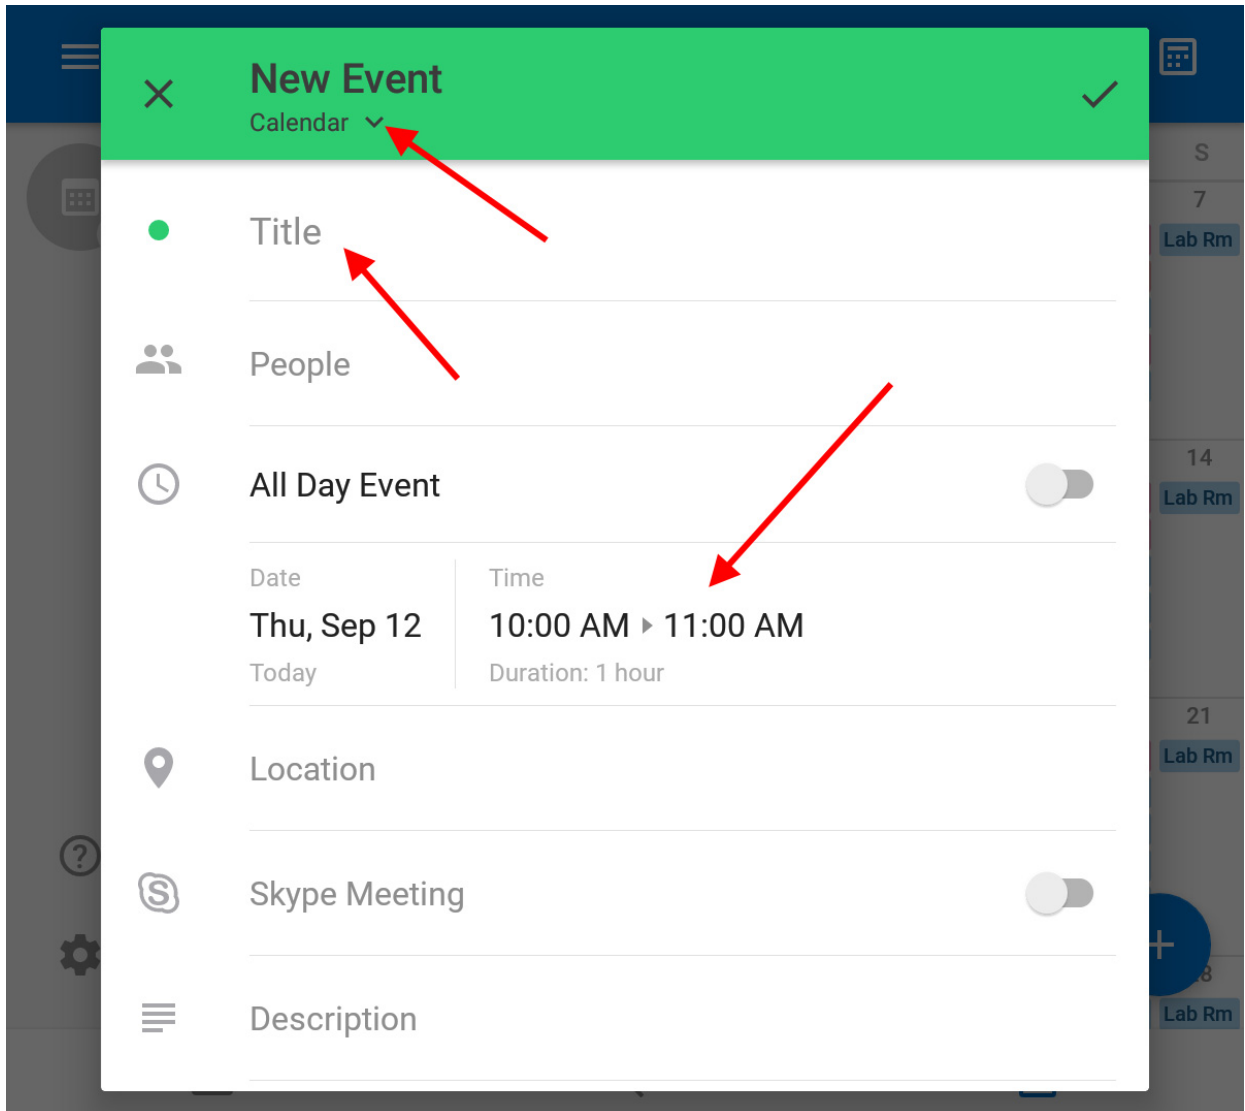 New Event
Calendar
S
7
Title
Lab Rm
People
14
All Day Event
Lab Rm
Date
Time
Thu, Sep 12
10:00 AM 11:00 AM
Today
Duration: 1 hour
21
Location
Lab Rm
?
S
Skype Meeting
Description
Lab Rm